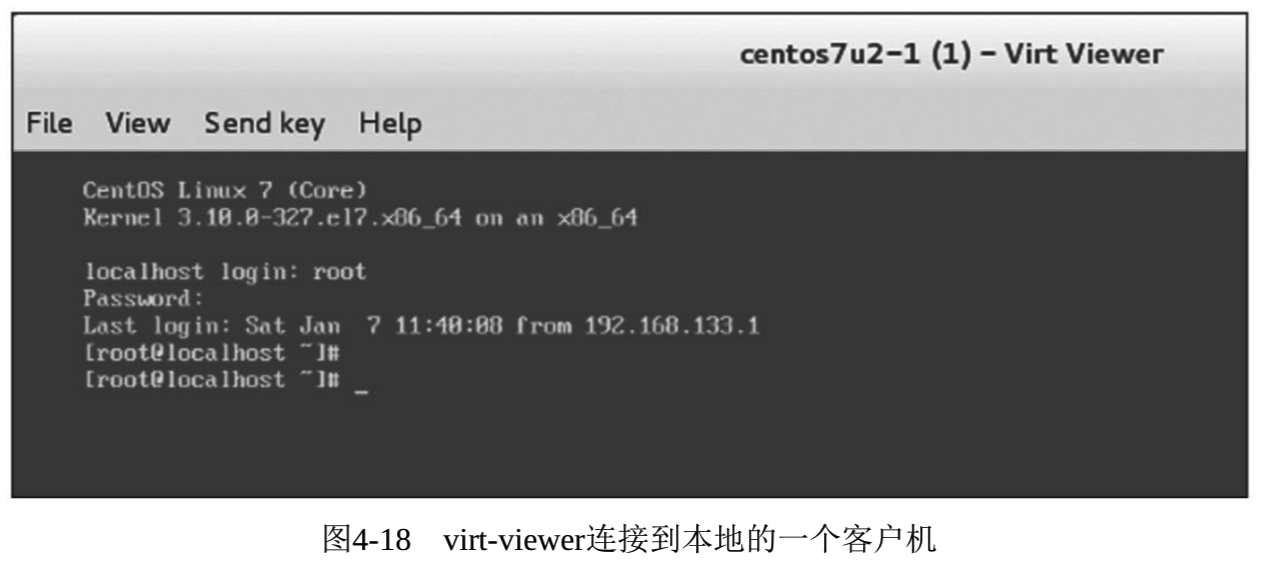 centos7u2-1 (1) – Virt Viewer
File View Send key Help
CentOS Linux 7 (Core)
Kernel 3.10.0-327.el7.x86_64 on an x86_64
localhost login: root
Password:
Last login: Sat Jan  7 11:40:08 from 192.168.133.1
[root@localhost ~]#
[root@localhost ~]# _
图4-18 virt-viewer连接到本地的一个客户机